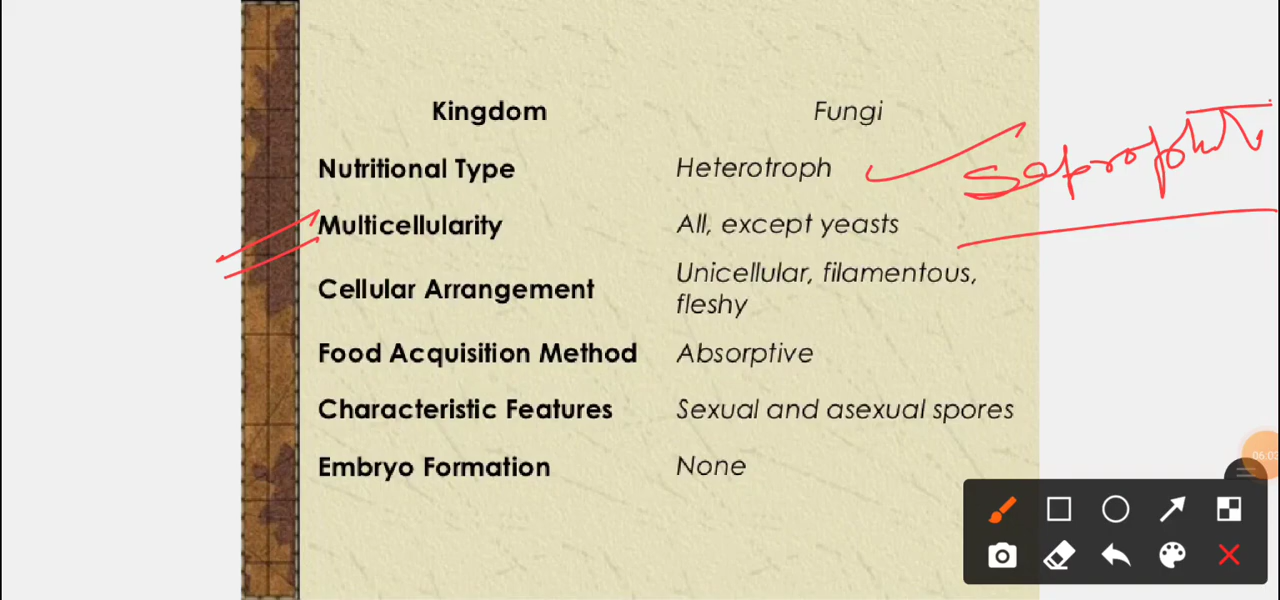 Kingdom Fungi
Nutritional Type Heterotroph
Multicellularity All, except yeasts
Cellular Arrangement Unicellular, filamentous,
fleshy
Food Acquisition Method Absorptive
Characteristic Features Sexual and asexual spores
Embryo Formation None